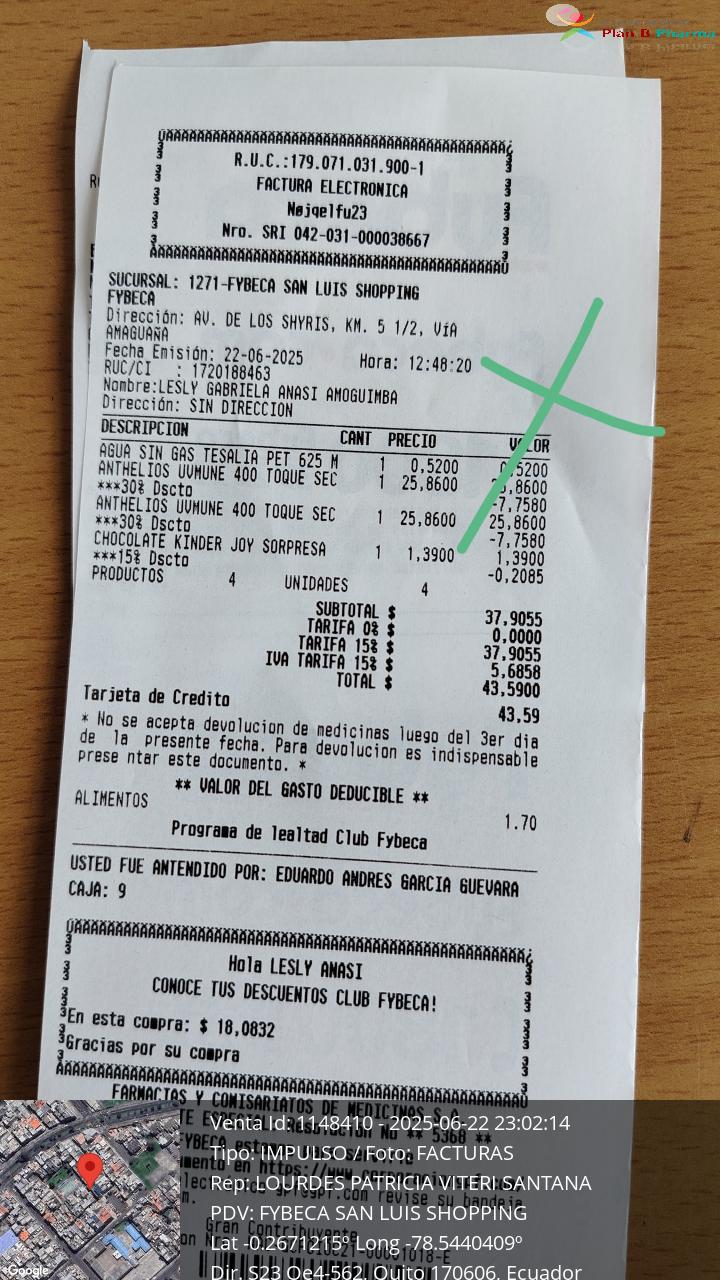 Plan B Pharma
R.U.C.:179.071.031.900-1
FACTURA ELECTRONICA
Nøjqelfu23
Nro. SRI 042-031-000038667
SUCURSAL: 1271-FYBECA SAN LUIS SHOPPING
FYBECA
Dirección: AV. DE LOS SHYRIS, KM. 5 1/2, VíA
AMAGUAÑA
Fecha Emisión: 22-06-2025 Hora: 12:48:20
RUC/CI : 1720188463
Nombre:LESLY GABRIELA ANASI AMOGUIMBA
Dirección: SIN DIRECCION
DESCRIPCION CANT PRECIO VALOR
AGUA SIN GAS TESALIA PET 625 M 1 0,5200 0,5200
ANTHELIOS UVMUNE 400 TOQUE SEC 1 25,8600 25,8600
***30% Dscto -7,7580
ANTHELIOS UVMUNE 400 TOQUE SEC 1 25,8600 25,8600
***30% Dscto -7,7580
CHOCOLATE KINDER JOY SORPRESA 1 1,3900 1,3900
***15% Dscto -0,2085
PRODUCTOS 4 UNIDADES 4
SUBTOTAL $ 37,9055
TARIFA 0% $ 0,0000
TARIFA 15% $ 37,9055
IVA TARIFA 15% $ 5,6858
TOTAL $ 43,5900
Tarjeta de Credito 43,59
* No se acepta devolucion de medicinas luego del 3er dia
de la presente fecha. Para devolucion es indispensable
prese ntar este documento. *
** VALOR DEL GASTO DEDUCIBLE **
ALIMENTOS 1.70
Programa de lealtad Club Fybeca
USTED FUE ANTENDIDO POR: EDUARDO ANDRES GARCIA GUEVARA
CAJA: 9
Hola LESLY ANASI
CONOCE TUS DESCUENTOS CLUB FYBECA!
En esta compra: $ 18,0832
Gracias por su compra
FARMACIAS Y COMISARIATOS DE MEDICINAS S.A.
5368 **
revise su bandeja
Gran Contribuyente
Venta Id: 1148410 - 2025-06-22 23:02:14
Tipo: IMPULSO / Foto: FACTURAS
Rep: LOURDES PATRICIA VITERI SANTANA
PDV: FYBECA SAN LUIS SHOPPING
Lat -0.2671215º Long -78.5440409º
Dir. S23 Oe4-562, Quito 170606, Ecuador
Google